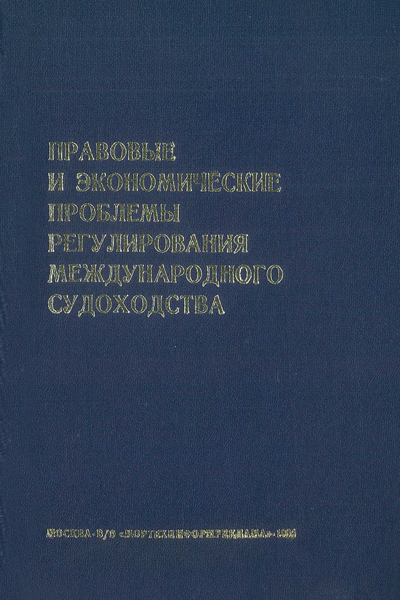 ПРАВОВЫЕ
И ЭКОНОМИЧЕСКИЕ
ПРОБЛЕМЫ
РЕГУЛИРОВАНИЯ
МЕЖДУНАРОДНОГО
СУДОХОДСТВА
МОСКВА · В/О «МОРТЕХИНФОРМРЕКЛАМА» ·